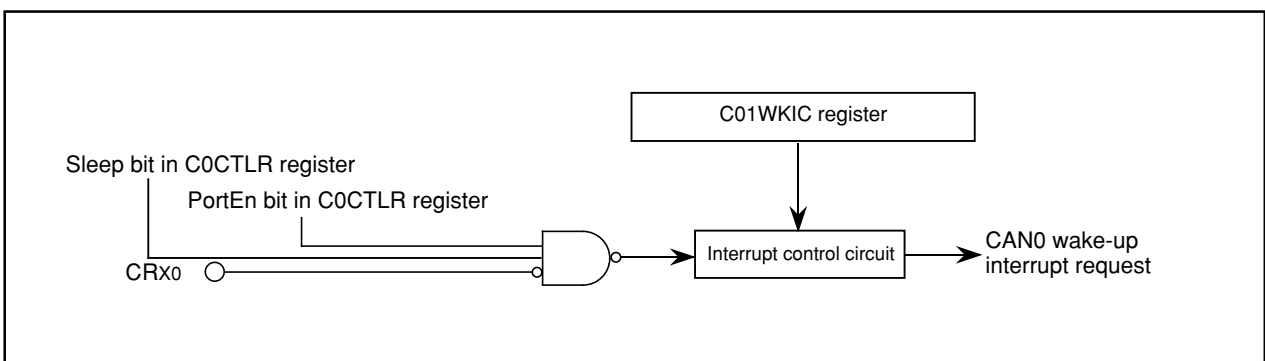 C01WKIC register
Sleep bit in C0CTLR register
PortEn bit in C0CTLR register
CRX0
Interrupt control circuit
CAN0 wake-up
interrupt request